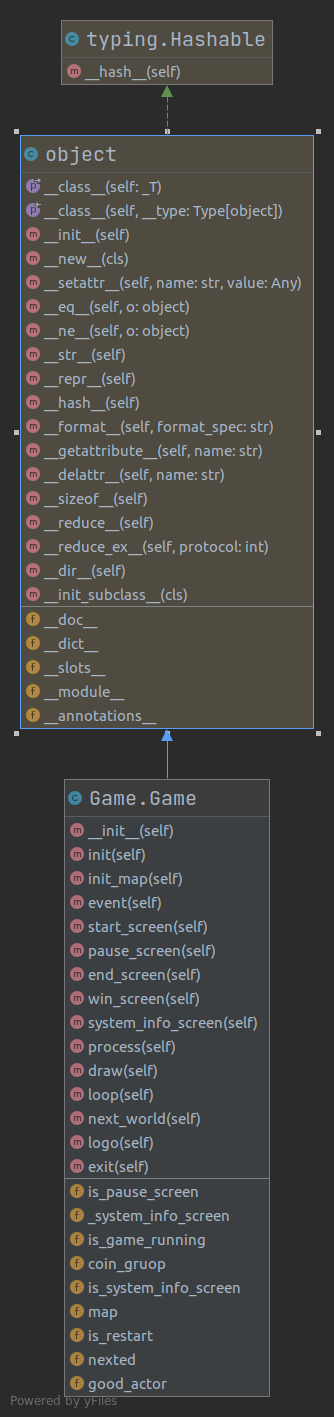 typing.Hashable
__hash__(self)
object
__class__(self: _T)
__class__(self, __type: Type[object])
__init__(self)
__new__(cls)
__setattr__(self, name: str, value: Any)
__eq__(self, o: object)
__ne__(self, o: object)
__str__(self)
__repr__(self)
__hash__(self)
__format__(self, format_spec: str)
__getattribute__(self, name: str)
__delattr__(self, name: str)
__sizeof__(self)
__reduce__(self)
__reduce_ex__(self, protocol: int)
__dir__(self)
__init_subclass__(cls)
__doc__
__dict__
__slots__
__module__
__annotations__
Game.Game
__init__(self)
init(self)
init_map(self)
event(self)
start_screen(self)
pause_screen(self)
end_screen(self)
win_screen(self)
system_info_screen(self)
process(self)
draw(self)
loop(self)
next_world(self)
logo(self)
exit(self)
is_pause_screen
_system_info_screen
is_game_running
coin_gruop
is_system_info_screen
map
is_restart
nexted
good_actor
Powered by yFiles